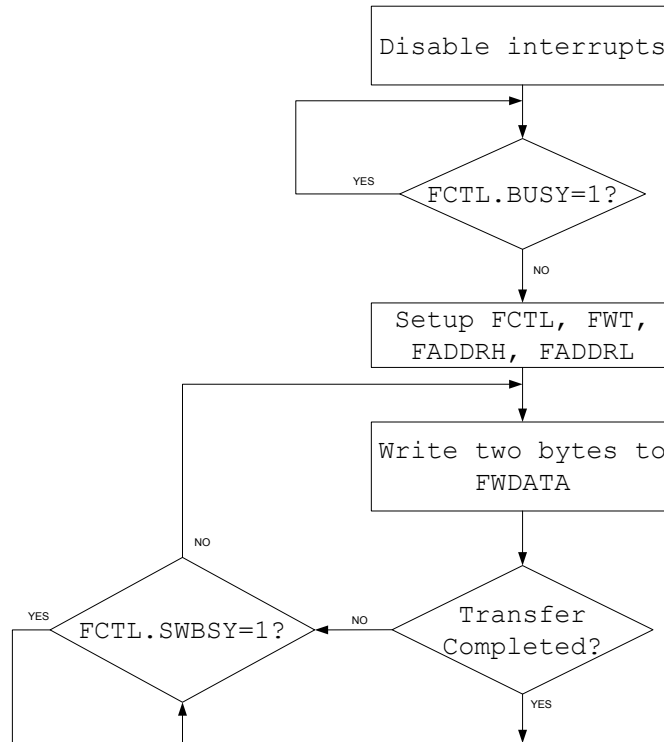 Disable interrupts
YES
FCTL.BUSY=1?
NO
Setup FCTL, FWT,
FADDRH, FADDRL
Write two bytes to
FWDATA
NO
YES
FCTL.SWBSY=1?
NO
Transfer
Completed?
YES